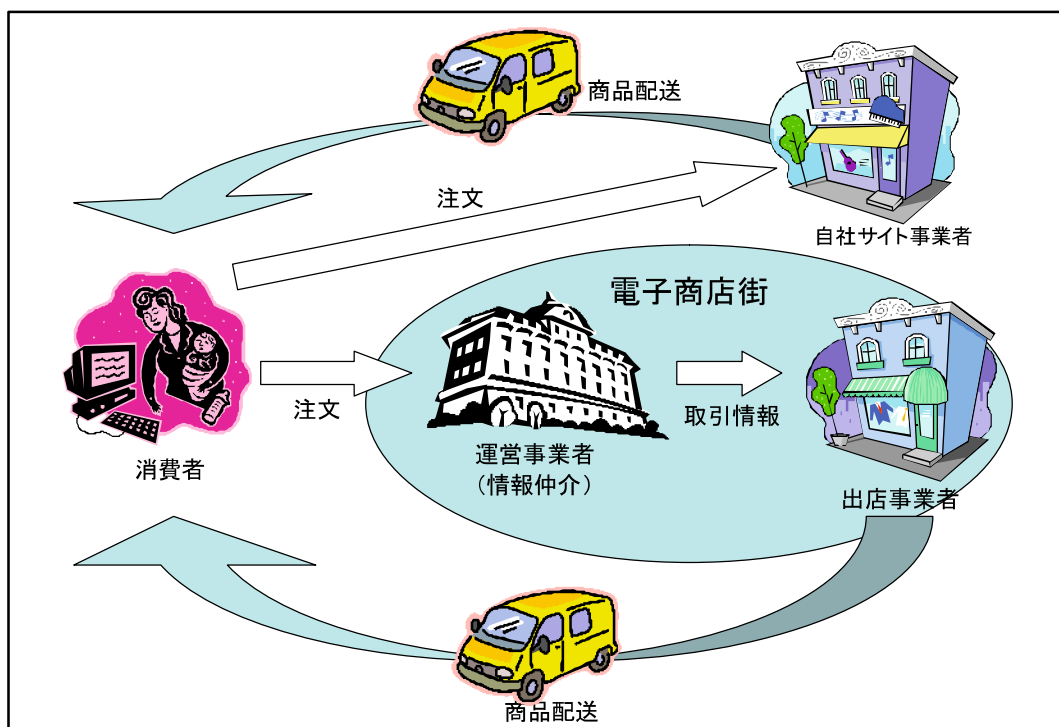 商品配送
注文
自社サイト事業者
電子商店街
注文
取引情報
消費者
運営事業者
（情報仲介）
出店事業者
商品配送